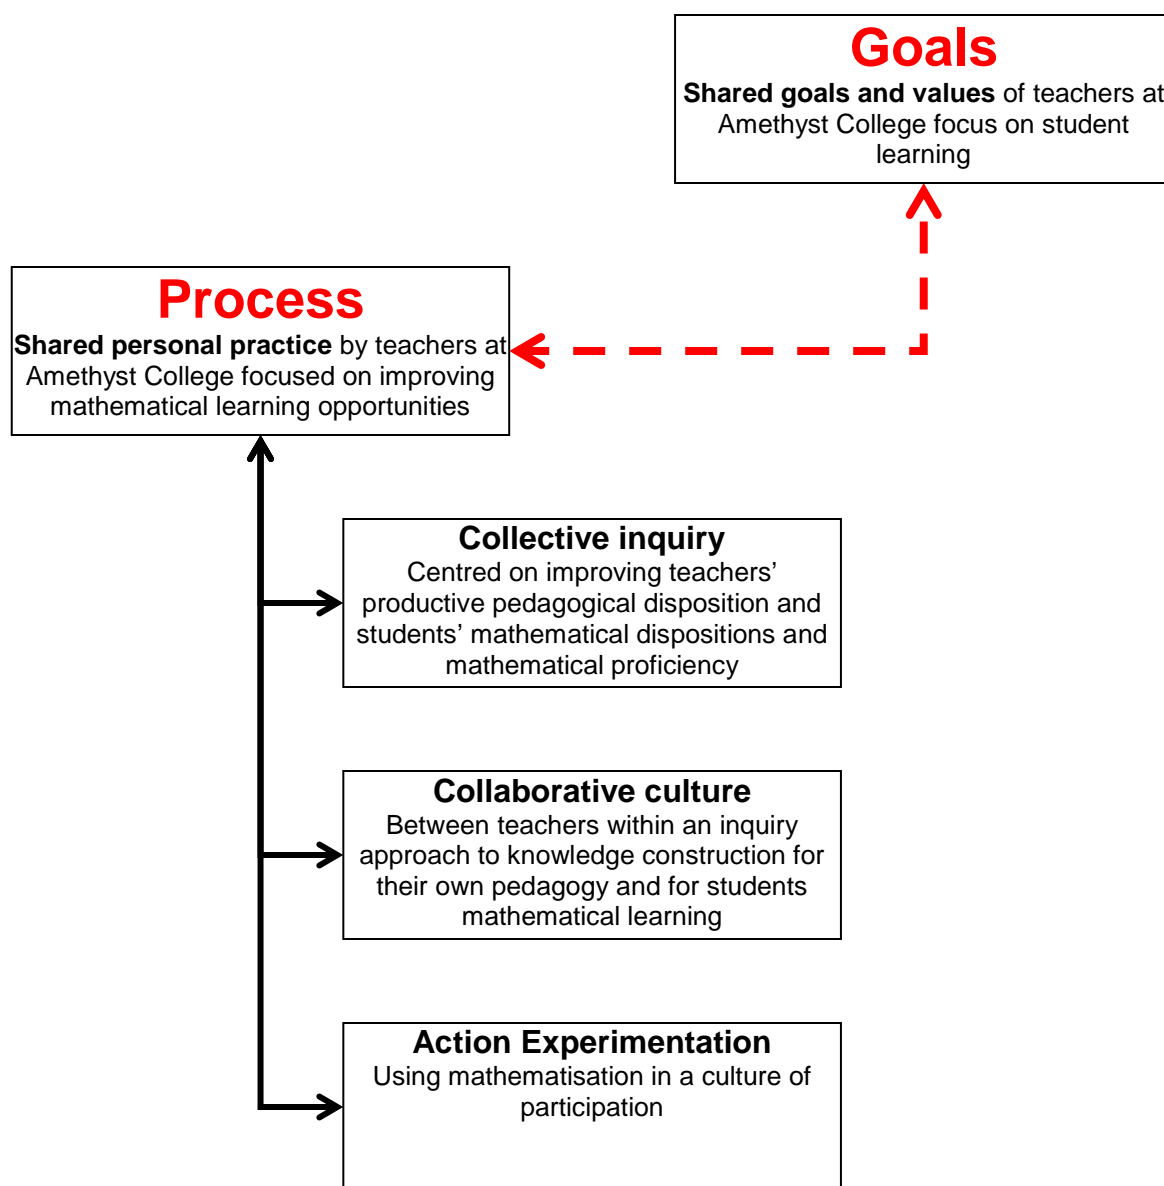 Goals
Shared goals and values of teachers at
Amethyst College focus on student
learning
Process
Shared personal practice by teachers at
Amethyst College focused on improving
mathematical learning opportunities
Collective inquiry
Centred on improving teachers’
productive pedagogical disposition and
students’ mathematical dispositions and
mathematical proficiency
Collaborative culture
Between teachers within an inquiry
approach to knowledge construction for
their own pedagogy and for students
mathematical learning
Action Experimentation
Using mathematisation in a culture of
participation